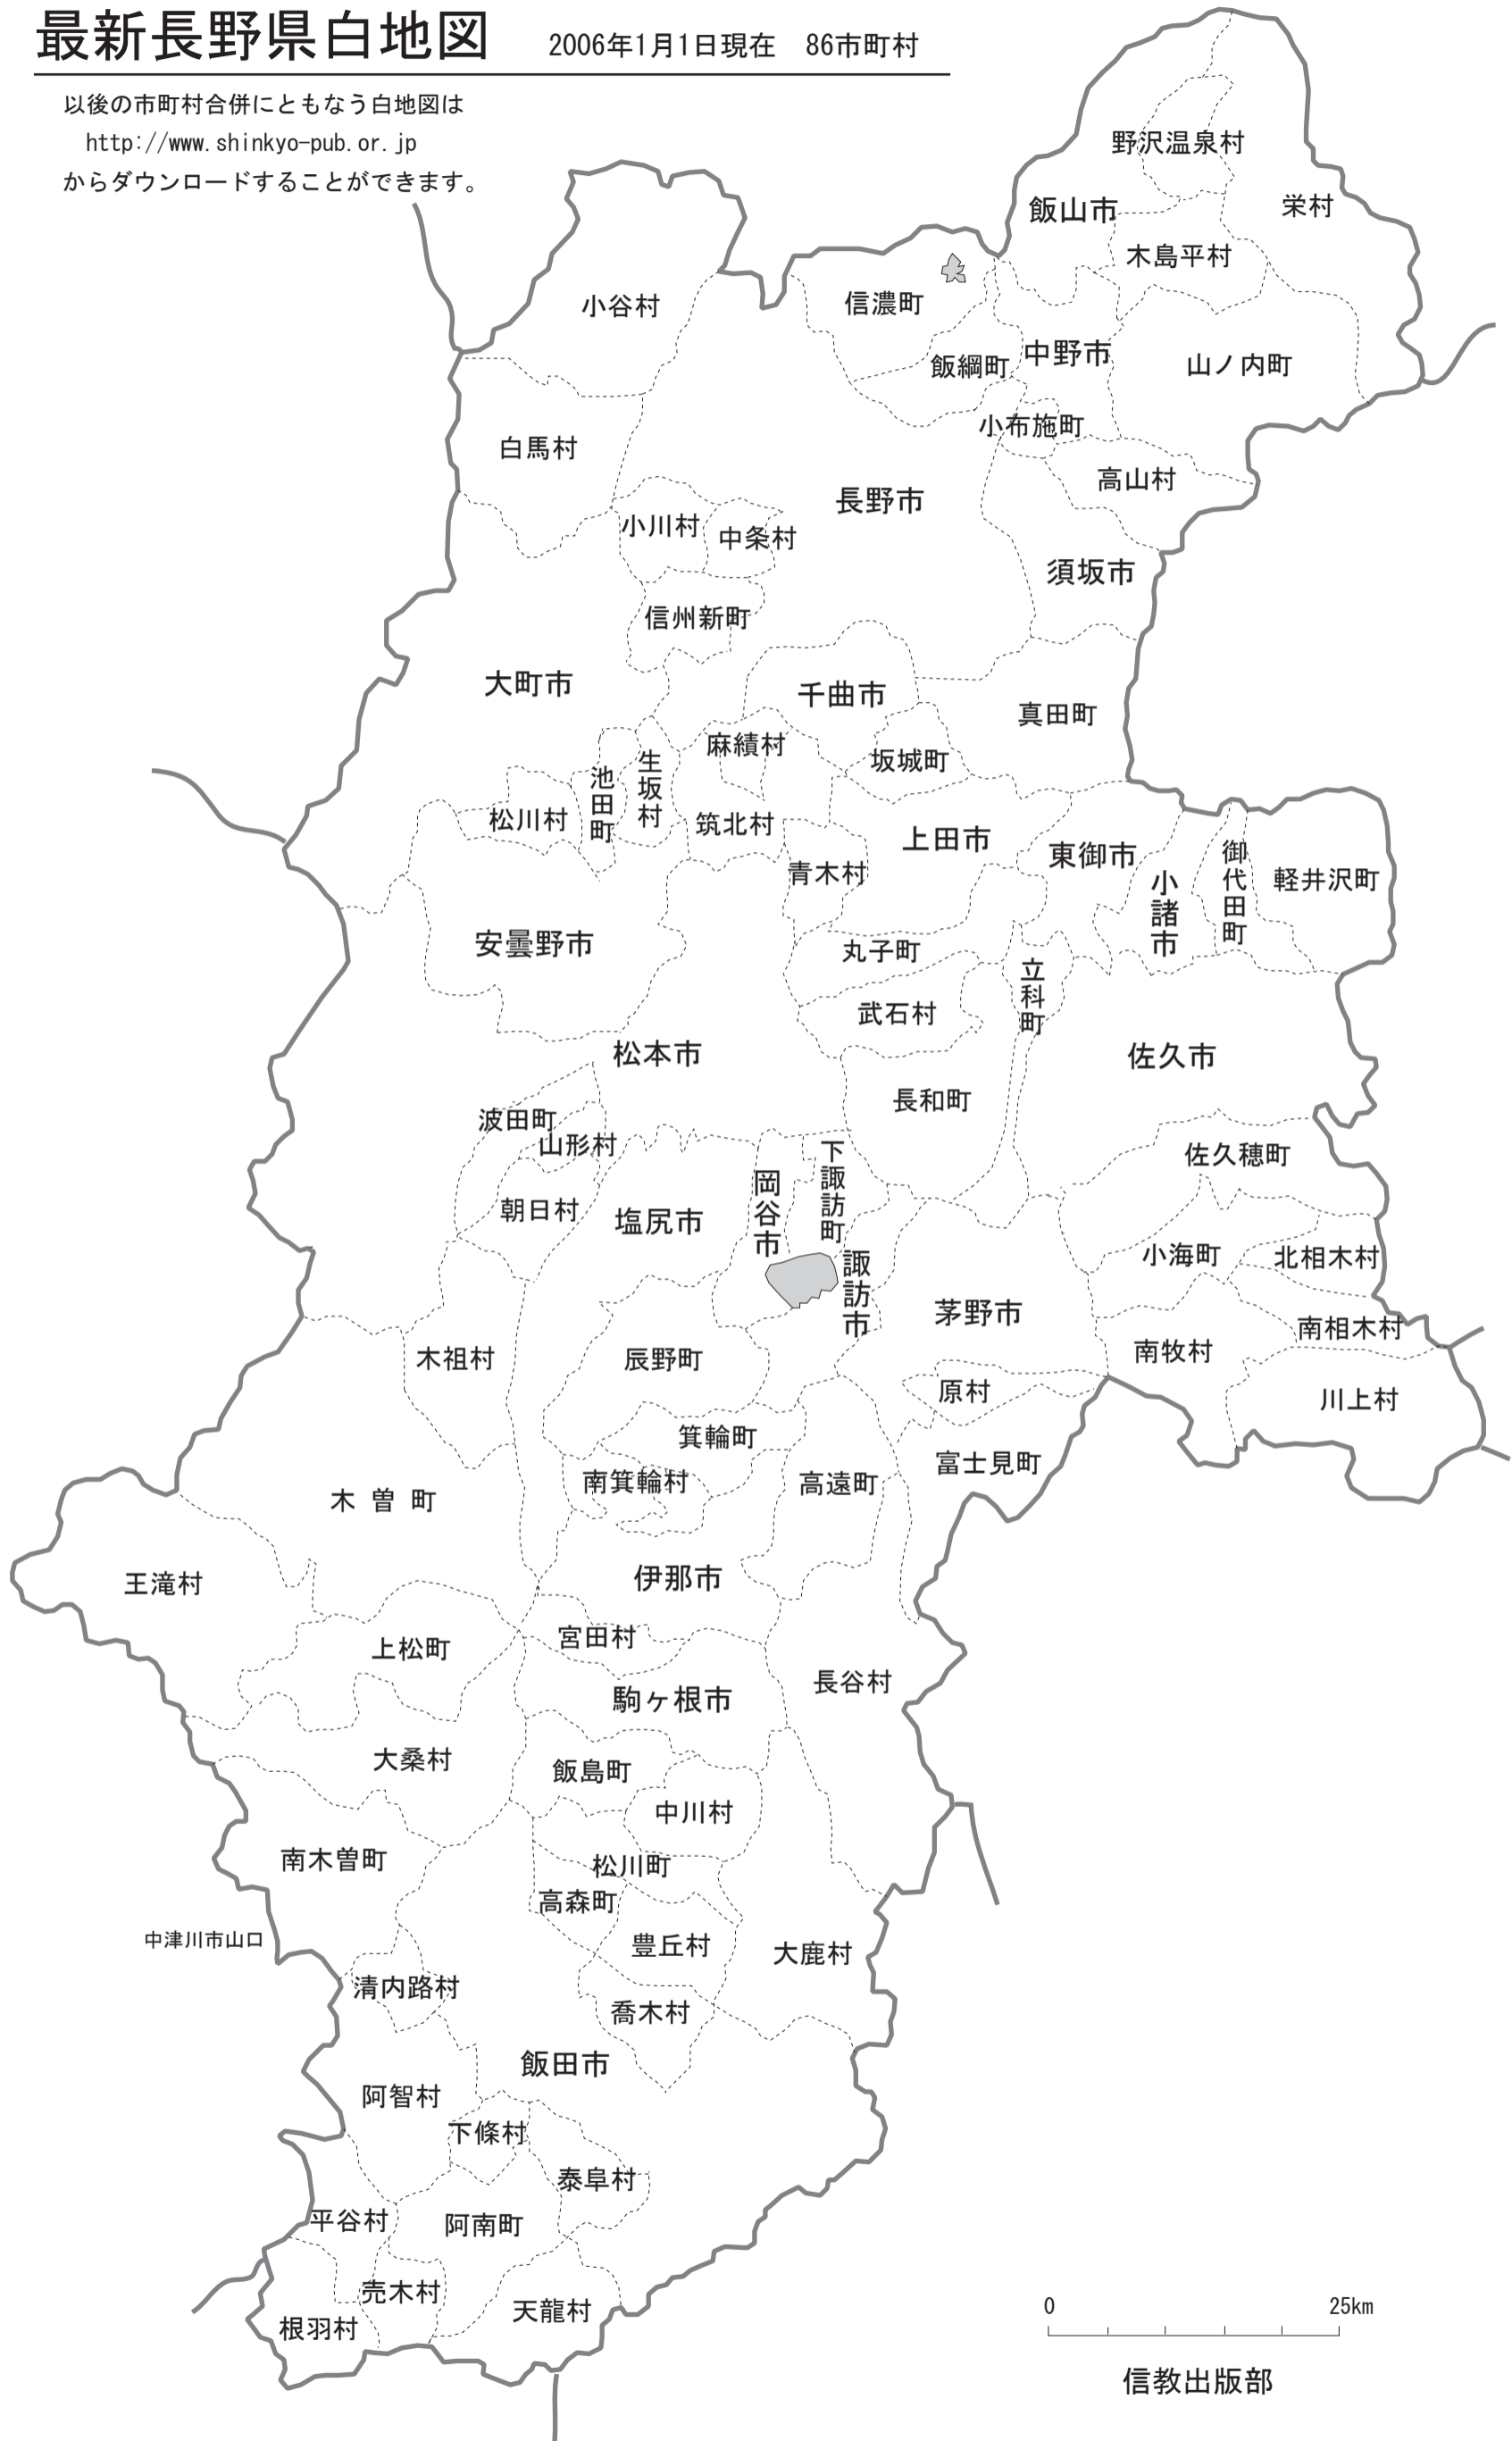 最新長野県白地図
2006年1月1日現在　86市町村
以後の市町村合併にともなう白地図は
http://www.shinkyo-pub.or.jp
からダウンロードすることができます。
野沢温泉村
飯山市
栄村
木島平村
信濃町
小谷村
中野市
飯綱町
山ノ内町
小布施町
白馬村
高山村
長野市
小川村
中条村
須坂市
信州新町
大町市
千曲市
真田町
麻績村
坂城町
生坂村
池田町
松川村
筑北村
上田市
東御市
青木村
小諸市
御代田町
軽井沢町
安曇野市
丸子町
立科町
武石村
松本市
佐久市
長和町
波田町
山形村
下諏訪町
佐久穂町
岡谷市
朝日村
塩尻市
小海町
北相木村
諏訪市
茅野市
南相木村
南牧村
木祖村
辰野町
原村
川上村
箕輪町
富士見町
南箕輪村
高遠町
木曽町
王滝村
伊那市
宮田村
上松町
長谷村
駒ヶ根市
大桑村
飯島町
中川村
南木曽町
松川町
高森町
中津川市山口
豊丘村
大鹿村
清内路村
喬木村
飯田市
阿智村
下條村
泰阜村
平谷村
阿南町
売木村
天龍村
根羽村
0
25km
信教出版部